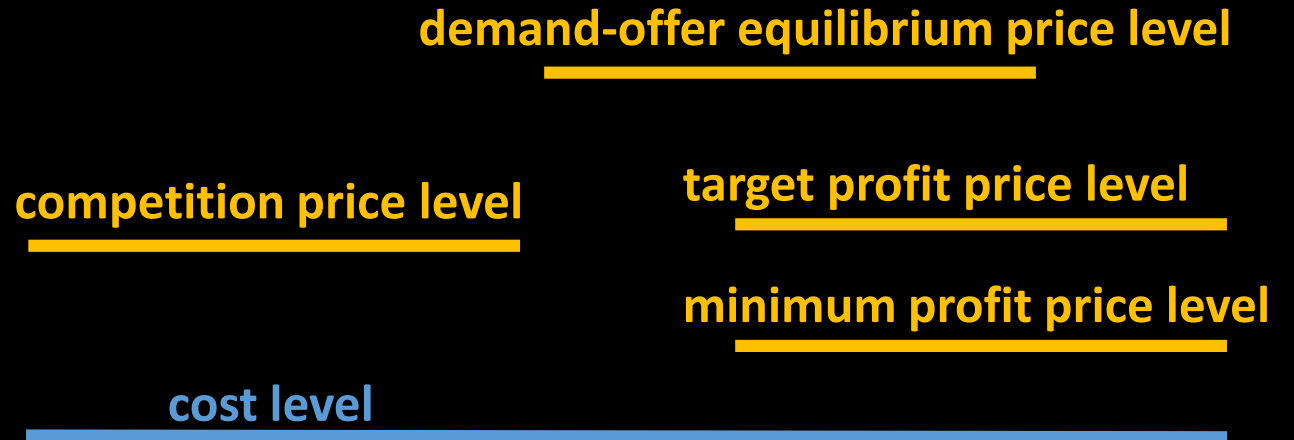 demand-offer equilibrium price level
target profit price level
competition price level
minimum profit price level
cost level